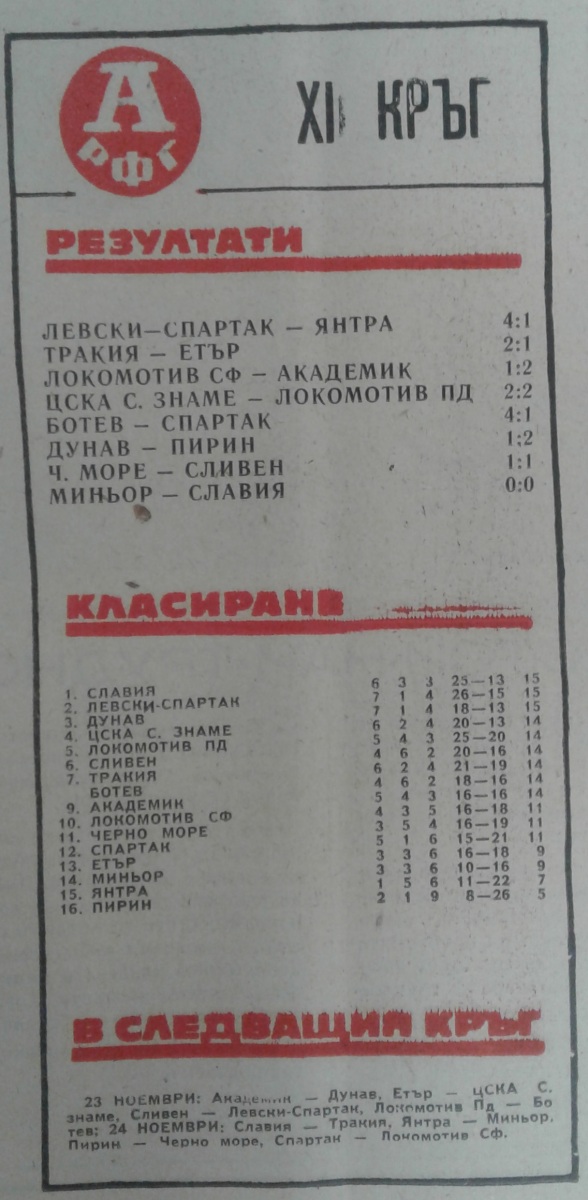 А
РФГ
XII КРЪГ
РЕЗУЛТАТИ
ЛЕВСКИ—СПАРТАК — ЯНТРА 4:1
ТРАКИЯ — ЕТЪР 2:1
ЛОКОМОТИВ СФ — АКАДЕМИК 1:2
ЦСКА С. ЗНАМЕ — ЛОКОМОТИВ ПД 2:2
БОТЕВ — СПАРТАК 4:1
ДУНАВ — ПИРИН 1:2
Ч. МОРЕ — СЛИВЕН 1:1
МИНЬОР — СЛАВИЯ 0:0
КЛАСИРАНЕ
1. СЛАВИЯ 6 3 3 25—13 15
2. ЛЕВСКИ-СПАРТАК 7 1 4 26—15 15
3. ДУНАВ 7 1 4 18—13 15
4. ЦСКА С. ЗНАМЕ 6 2 4 20—13 14
5. ЛОКОМОТИВ ПД 5 4 3 25—20 14
6. СЛИВЕН 4 6 2 20—16 14
7. ТРАКИЯ 6 2 4 21—19 14
БОТЕВ 4 6 2 18—16 14
9. АКАДЕМИК 5 4 3 16—16 14
10. ЛОКОМОТИВ СФ 4 3 5 16—18 11
11. ЧЕРНО МОРЕ 3 5 4 16—19 11
12. СПАРТАК 5 1 6 15—21 11
13. ЕТЪР 3 3 6 16—18 9
14. МИНЬОР 3 3 6 10—16 9
15. ЯНТРА 1 5 6 11—22 7
16. ПИРИН 2 1 9 8—26 5
В СЛЕДВАЩИЯ КРЪГ
23 НОЕМВРИ: Академик — Дунав, Етър — ЦСКА С.
знаме, Сливен — Левски-Спартак, Локомотив Пд — Бо
тев; 24 НОЕМВРИ: Славия — Тракия, Янтра — Миньор,
Пирин — Черно море, Спартак — Локомотив Сф.